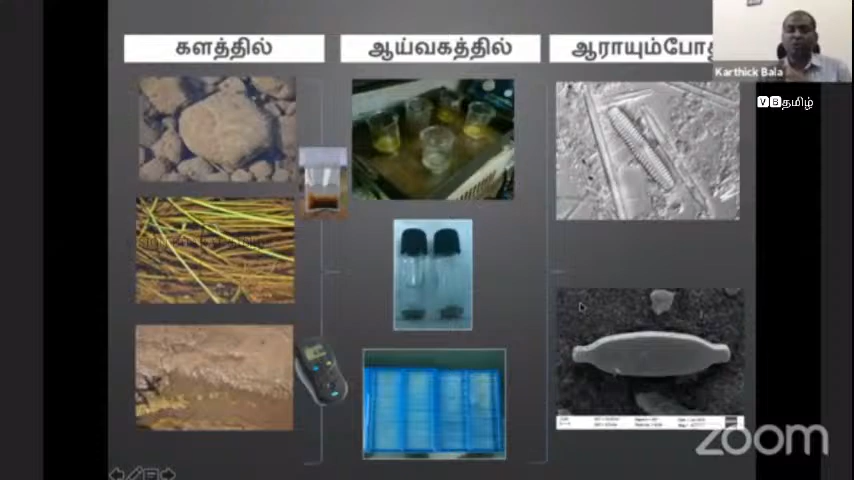 களத்தில்
ஆய்வகத்தில்
ஆராயும்போது
Karthick Bala
VBதமிழ்
zoom